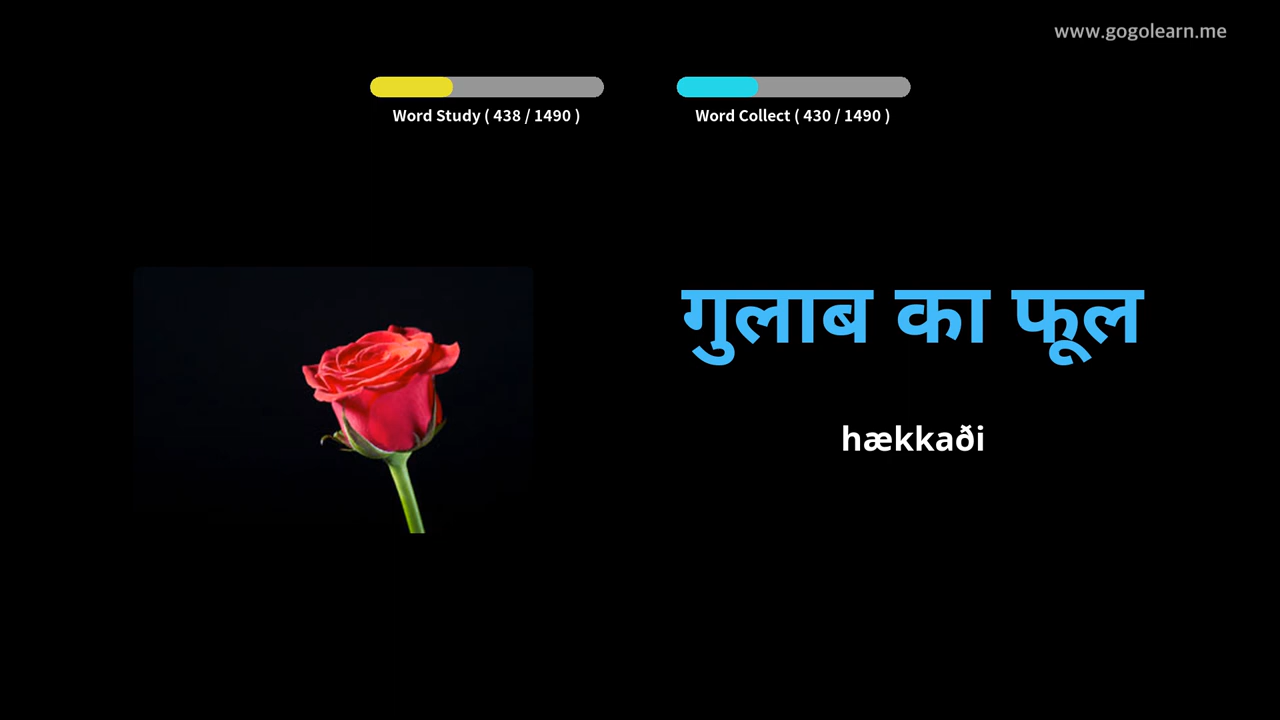 www.gogolearn.me
Word Study ( 438 / 1490 )
Word Collect ( 430 / 1490 )
गुलाब का फूल
hækkaði